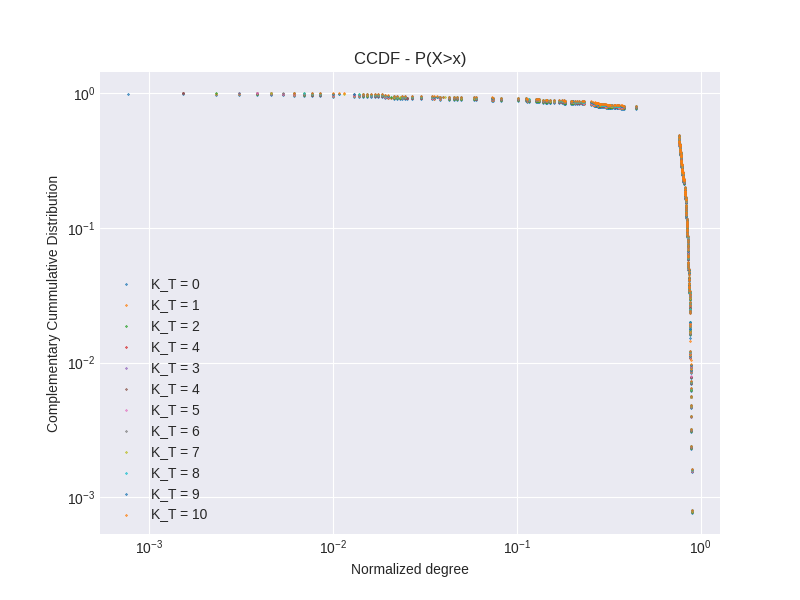 CCDF - P(X>x)
Complementary Cummulative Distribution
10⁰
10⁻¹
10⁻²
10⁻³
K_T = 0
K_T = 1
K_T = 2
K_T = 4
K_T = 3
K_T = 4
K_T = 5
K_T = 6
K_T = 7
K_T = 8
K_T = 9
K_T = 10
10⁻³ 10⁻² 10⁻¹ 10⁰
Normalized degree